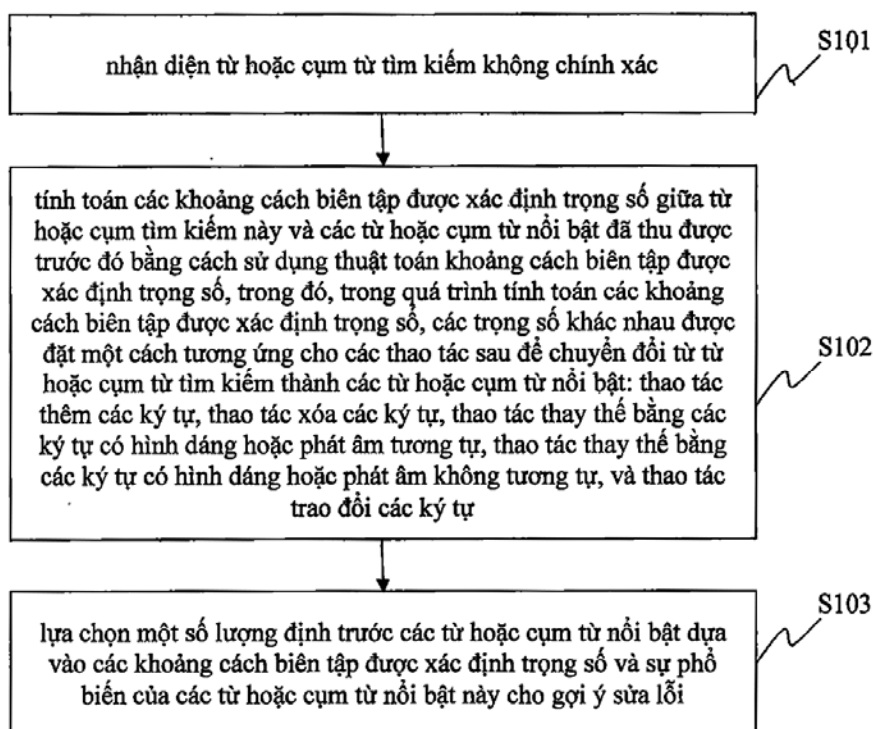 nhận diện từ hoặc cụm từ tìm kiếm không chính xác
S101
tính toán các khoảng cách biên tập được xác định trọng số giữa từ
hoặc cụm tìm kiếm này và các từ hoặc cụm từ nổi bật đã thu được
trước đó bằng cách sử dụng thuật toán khoảng cách biên tập được
xác định trọng số, trong đó, trong quá trình tính toán các khoảng
cách biên tập được xác định trọng số, các trọng số khác nhau được
đặt một cách tương ứng cho các thao tác sau để chuyển đổi từ từ
hoặc cụm từ tìm kiếm thành các từ hoặc cụm từ nổi bật: thao tác
thêm các ký tự, thao tác xóa các ký tự, thao tác thay thế bằng các
ký tự có hình dáng hoặc phát âm tương tự, thao tác thay thế bằng
các ký tự có hình dáng hoặc phát âm không tương tự, và thao tác
trao đổi các ký tự
S102
S103
lựa chọn một số lượng định trước các từ hoặc cụm từ nổi bật dựa
vào các khoảng cách biên tập được xác định trọng số và sự phổ
biến của các từ hoặc cụm từ nổi bật này cho gợi ý sửa lỗi